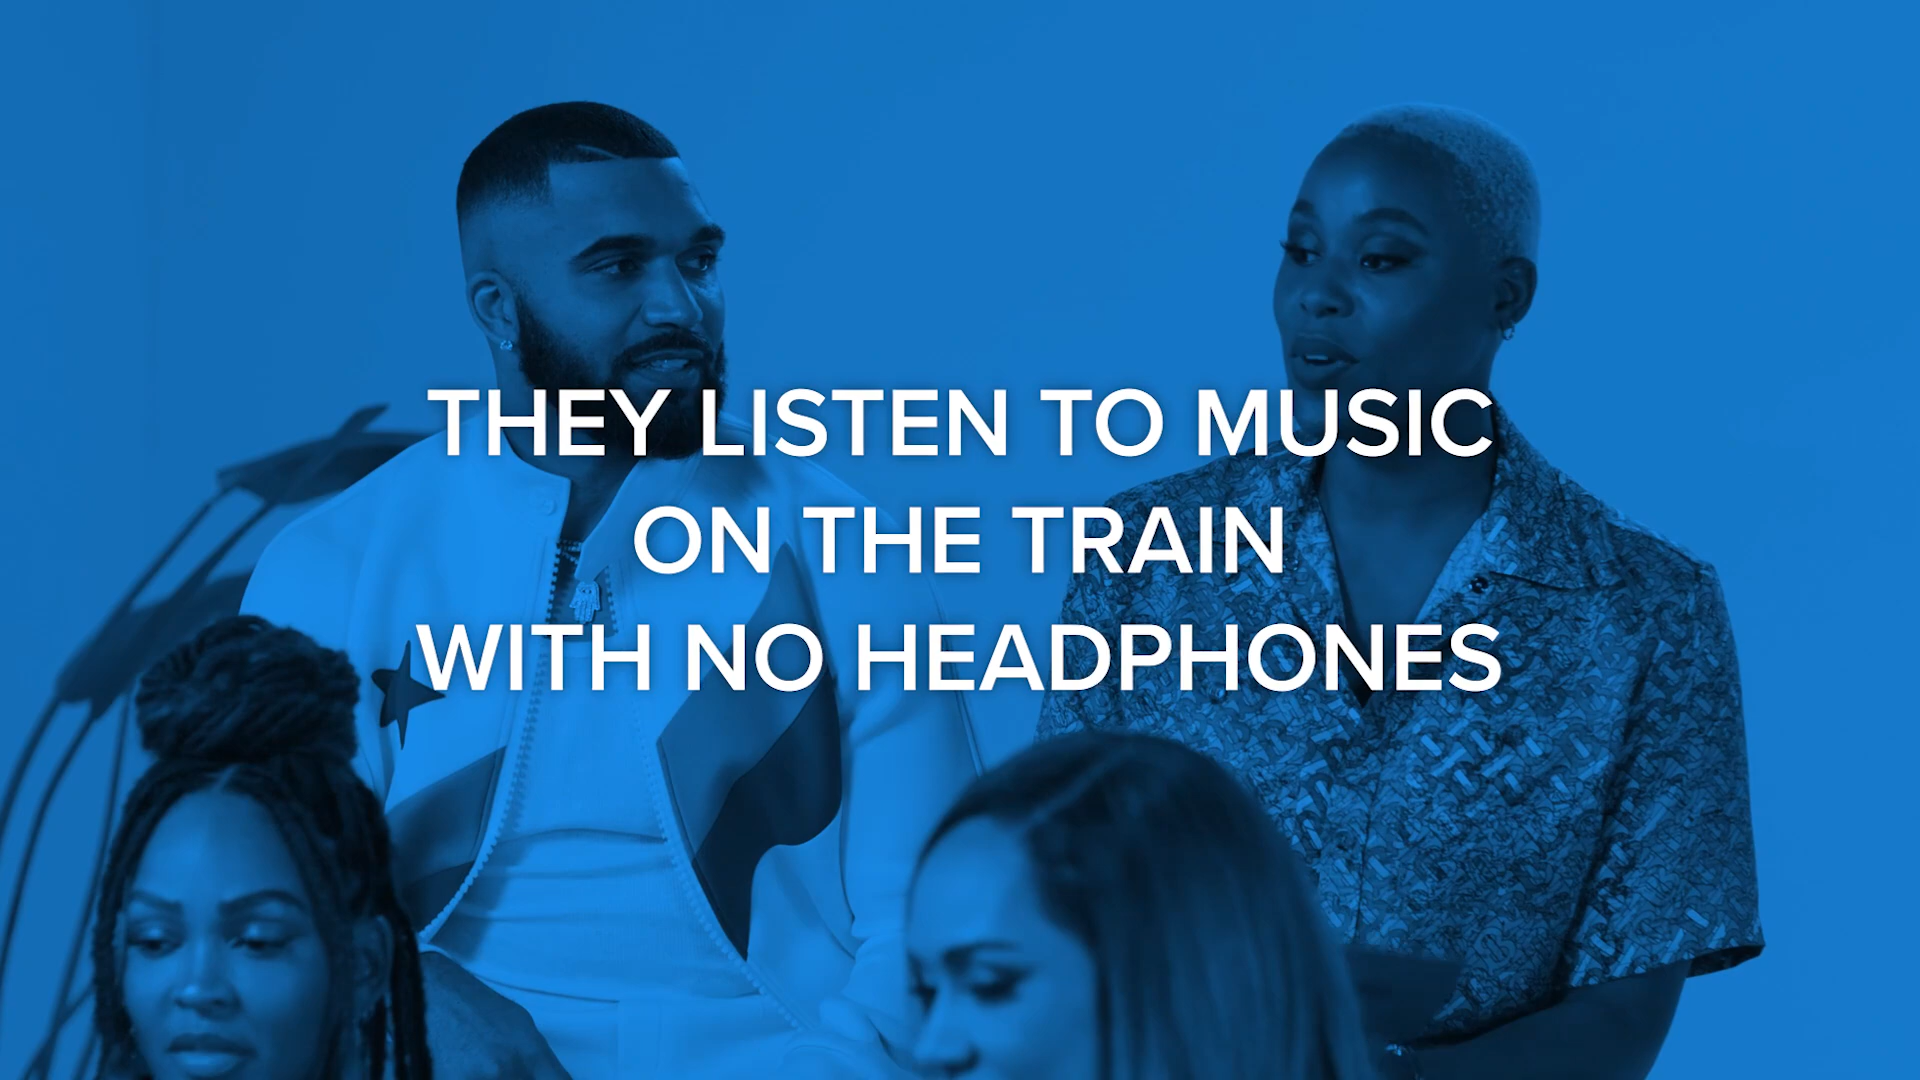 THEY LISTEN TO MUSIC
ON THE TRAIN
WITH NO HEADPHONES